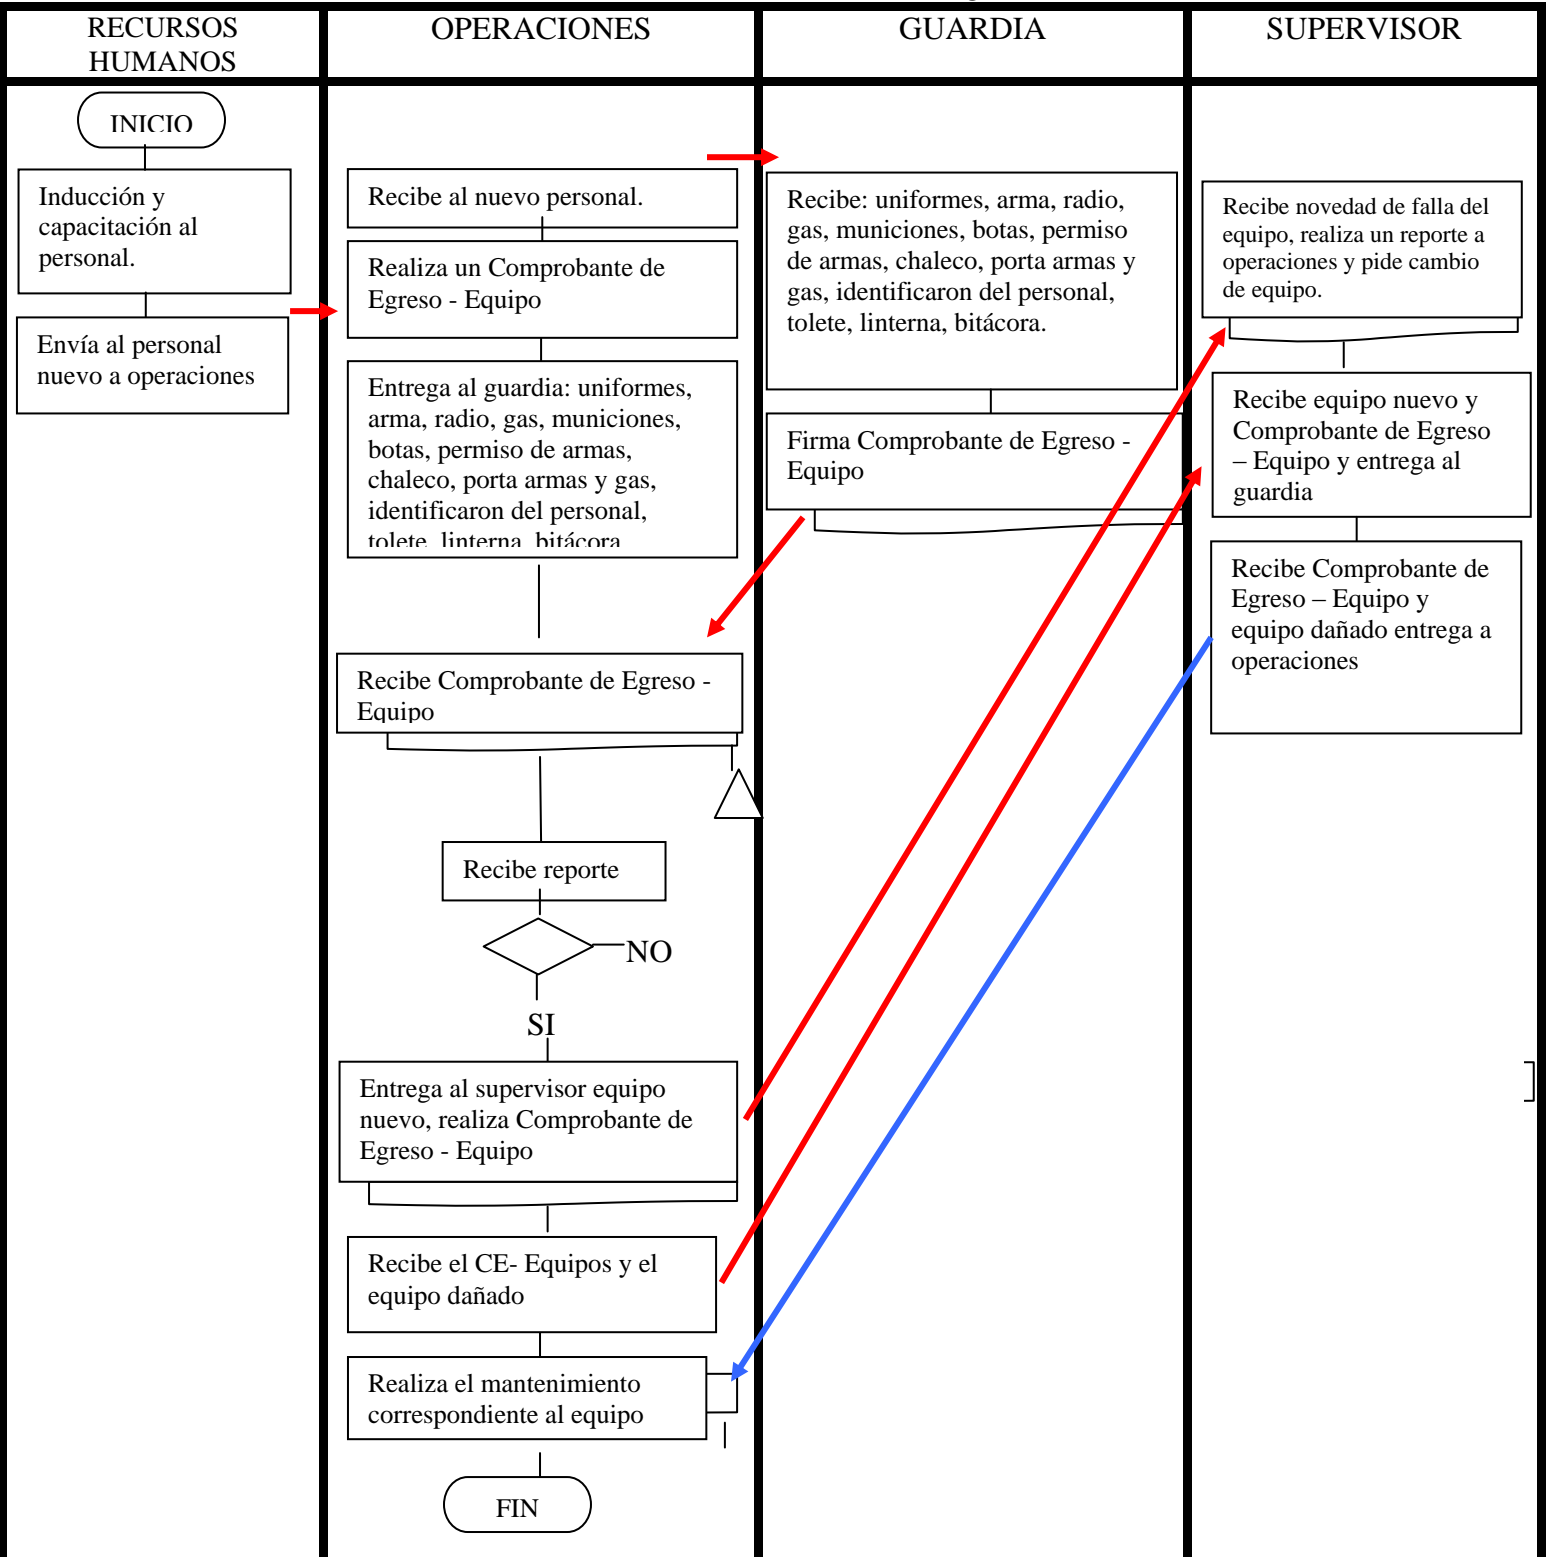 RECURSOS
HUMANOS
OPERACIONES
GUARDIA
SUPERVISOR
INICIO
Inducción y
capacitación al
personal.
Envía al personal
nuevo a operaciones
Recibe al nuevo personal.
Realiza un Comprobante de
Egreso - Equipo
Entrega al guardia: uniformes,
arma, radio, gas, municiones,
botas, permiso de armas,
chaleco, porta armas y gas,
identificaron del personal,
tolete, linterna, bitácora
Recibe Comprobante de Egreso -
Equipo
Recibe reporte
NO
SI
Entrega al supervisor equipo
nuevo, realiza Comprobante de
Egreso - Equipo
Recibe el CE- Equipos y el
equipo dañado
Realiza el mantenimiento
correspondiente al equipo
FIN
Recibe: uniformes, arma, radio,
gas, municiones, botas, permiso
de armas, chaleco, porta armas y
gas, identificaron del personal,
tolete, linterna, bitácora.
Firma Comprobante de Egreso -
Equipo
Recibe novedad de falla del
equipo, realiza un reporte a
operaciones y pide cambio
de equipo.
Recibe equipo nuevo y
Comprobante de Egreso
– Equipo y entrega al
guardia
Recibe Comprobante de
Egreso – Equipo y
equipo dañado entrega a
operaciones